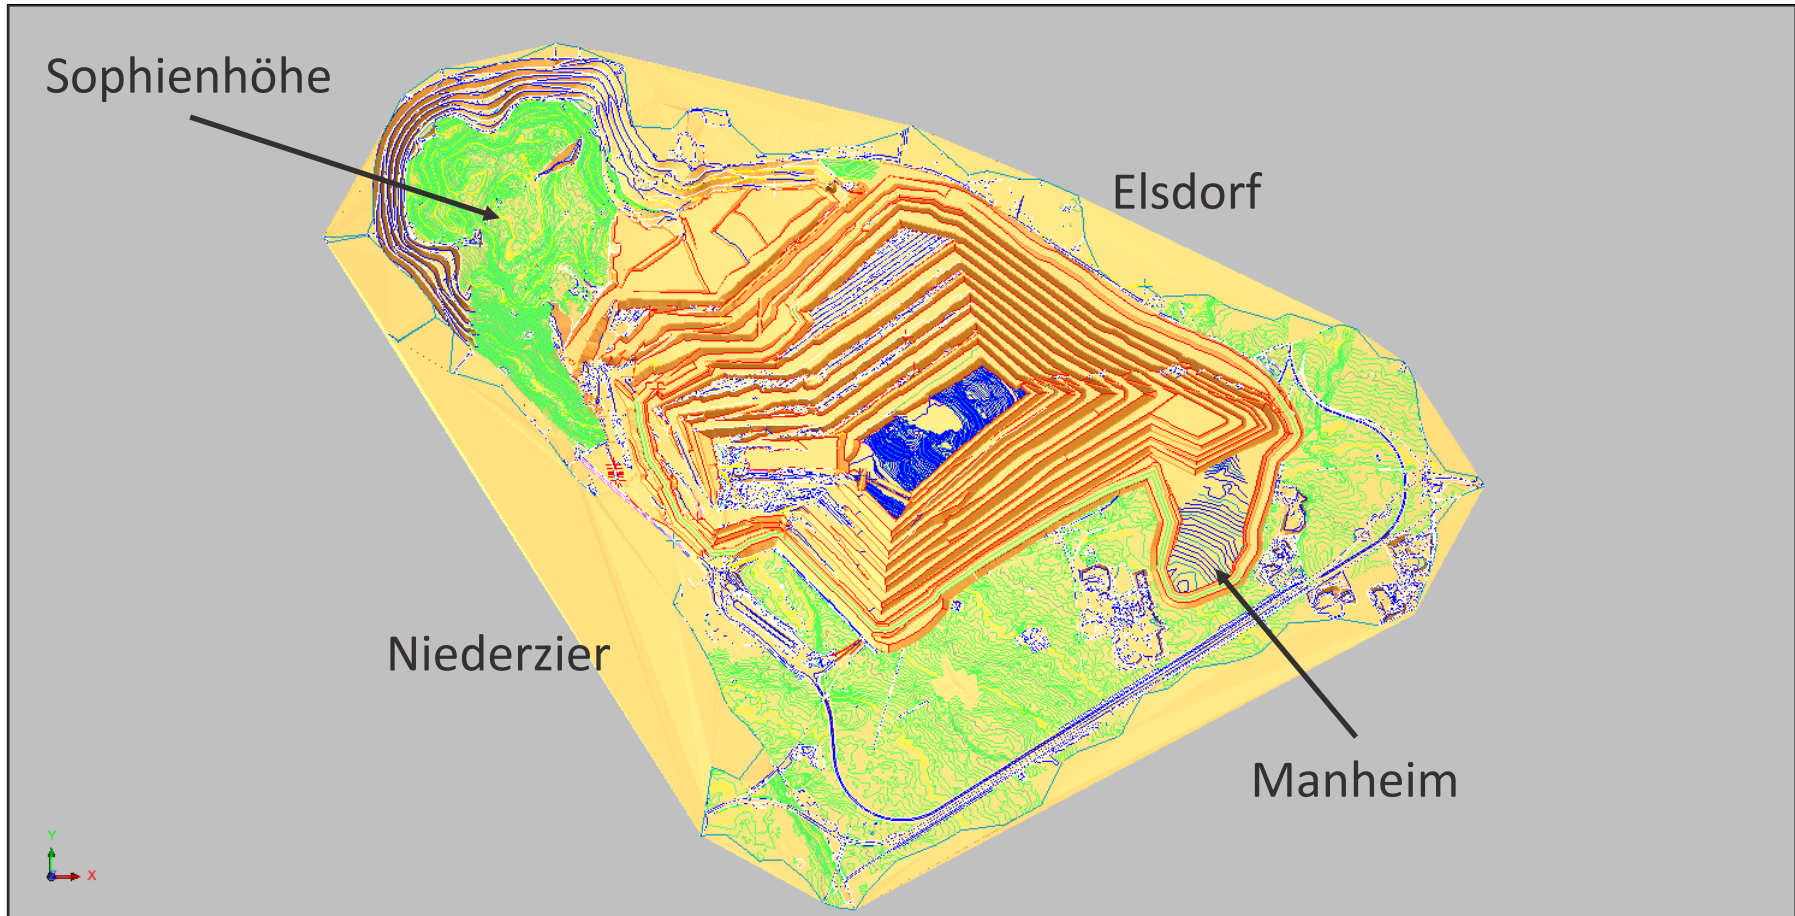 Sophienhöhe
Elsdorf
Niederzier
Manheim
Y
X